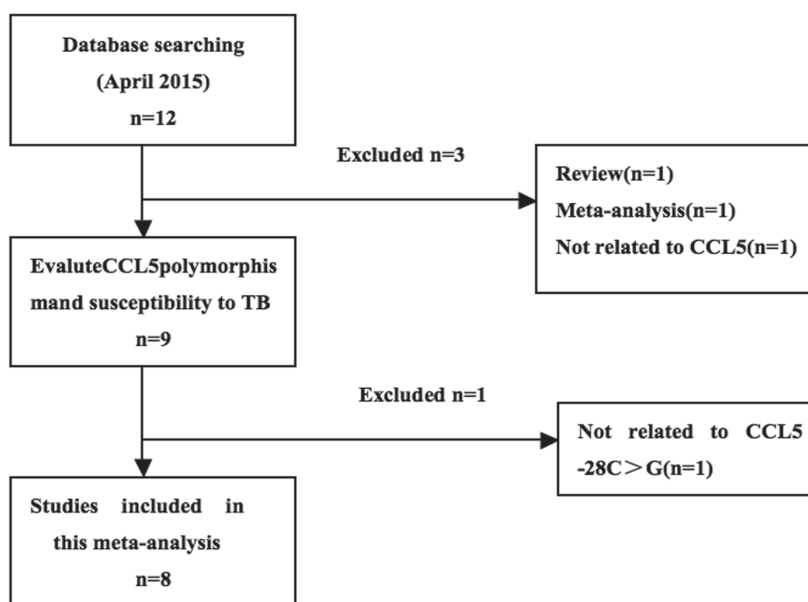 Database searching
(April 2015)
n=12
Excluded n=3
Review(n=1)
Meta-analysis(n=1)
Not related to CCL5(n=1)
EvaluateCCL5polymorphis
mand susceptibility to TB
n=9
Excluded n=1
Not related to CCL5
-28C＞G(n=1)
Studies included in
this meta-analysis
n=8